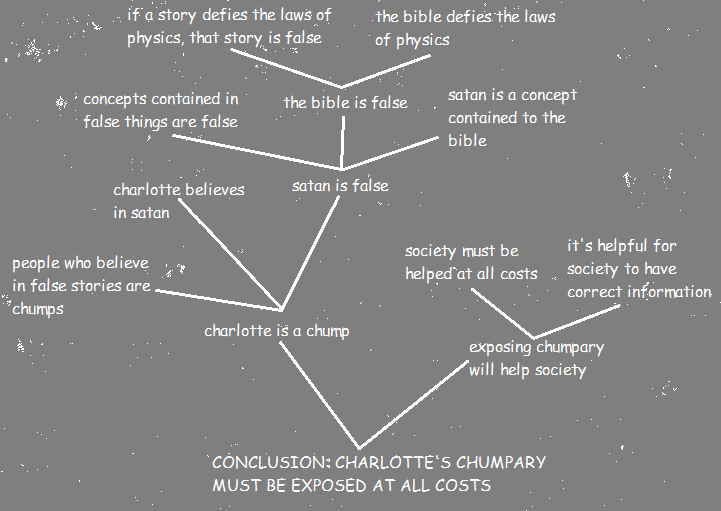 if a story defies the laws of
physics, that story is false
the bible defies the laws
of physics
concepts contained in
false things are false
the bible is false
satan is a concept
contained to the
bible
charlotte believes
in satan
satan is false
people who believe
in false stories are
chumps
society must be
helped at all costs
it's helpful for
society to have
correct information
charlotte is a chump
exposing chumpary
will help society
CONCLUSION: CHARLOTTE'S CHUMPARY
MUST BE EXPOSED AT ALL COSTS